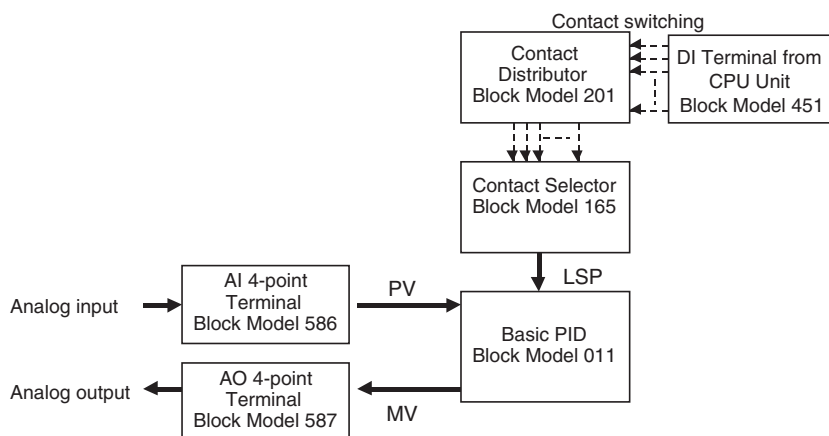 Contact switching
Contact
Distributor
Block Model 201
DI Terminal from
CPU Unit
Block Model 451
Contact Selector
Block Model 165
LSP
Analog input
AI 4-point
Terminal
Block Model 586
PV
Basic PID
Block Model 011
Analog output
AO 4-point
Terminal
Block Model 587
MV